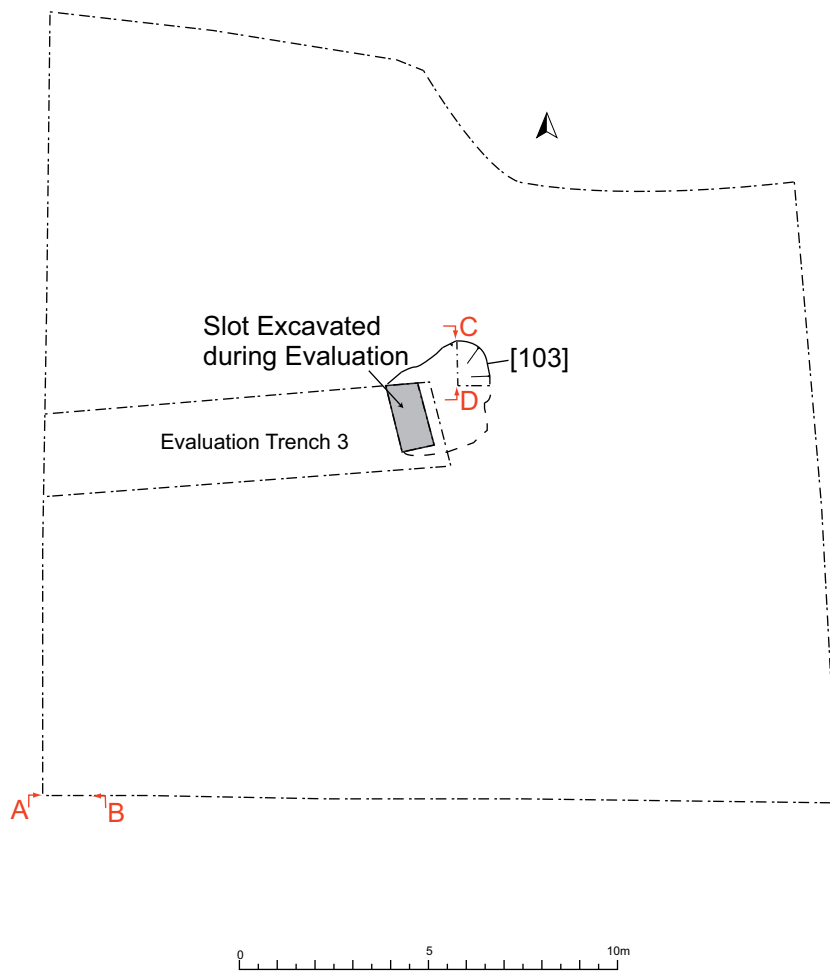 C
Slot Excavated
during Evaluation
[103]
D
Evaluation Trench 3
A
B
0 5 10m